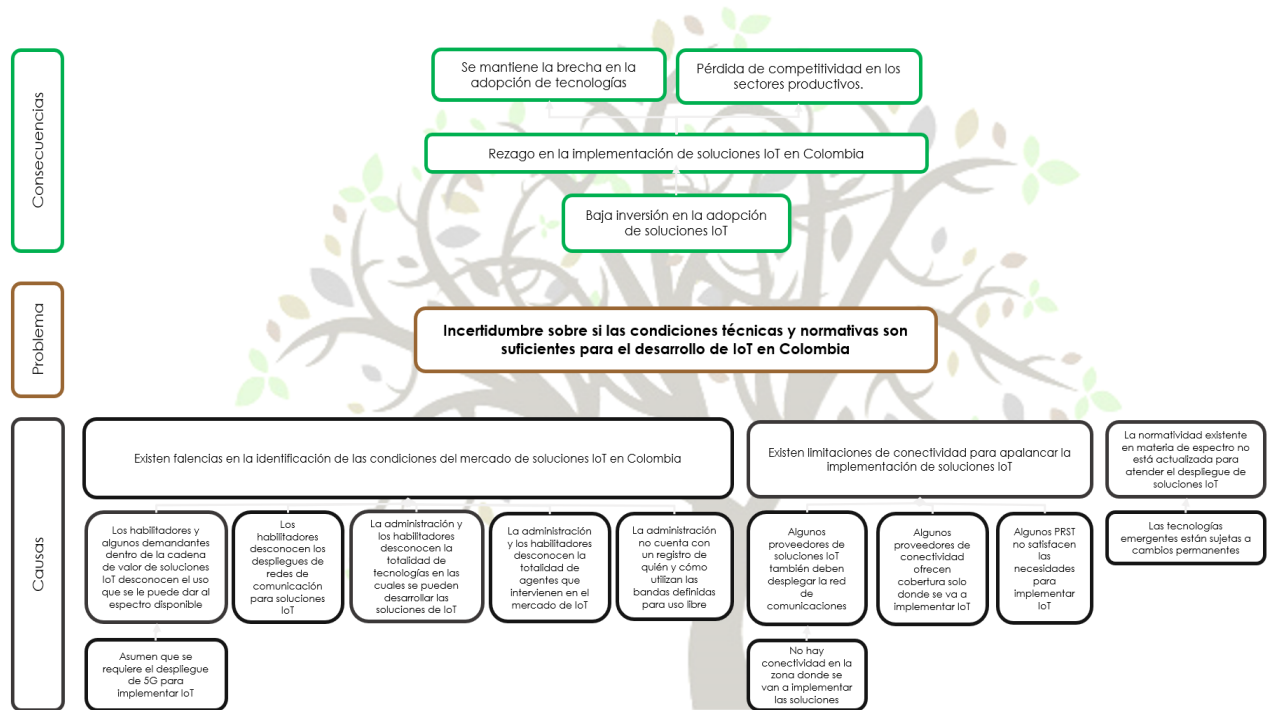 Consecuencias
Se mantiene la brecha en la
adopción de tecnologías
Pérdida de competitividad en los
sectores productivos.
Rezago en la implementación de soluciones IoT en Colombia
Baja inversión en la adopción
de soluciones IoT
Problema
Incertidumbre sobre si las condiciones técnicas y normativas son
suficientes para el desarrollo de IoT en Colombia
Causas
Existen falencias en la identificación de las condiciones del mercado de soluciones IoT en Colombia
Existen limitaciones de conectividad para apalancar la
implementación de soluciones IoT
La normatividad existente
en materia de espectro no
está actualizada para
atender el despliegue de
soluciones IoT
Los habilitadores y
algunos demandantes
dentro de la cadena
de valor de soluciones
IoT desconocen el uso
que se le puede dar al
espectro disponible
Los
habilitadores
desconocen los
despliegues de
redes de
comunicación
para soluciones
IoT
La administración y
los habilitadores
desconocen la
totalidad de
tecnologías en las
cuales se pueden
desarrollar las
soluciones de IoT
La administración
y los habilitadores
desconocen la
totalidad de
agentes que
intervienen en el
mercado de IoT
La administración
no cuenta con
un registro de
quién y cómo
utilizan las
bandas definidas
para uso libre
Algunos
proveedores de
soluciones IoT
también deben
desplegar la red
de
comunicaciones
Algunos
proveedores de
conectividad
ofrecen
cobertura solo
donde se va a
implementar IoT
Algunos PRST
no satisfacen
las
necesidades
para
implementar
IoT
Las tecnologías
emergentes están sujetas
a cambios permanentes
Asumen que se
requiere el despliegue
de 5G para
implementar IoT
No hay
conectividad en la
zona donde se
van a implementar
las soluciones